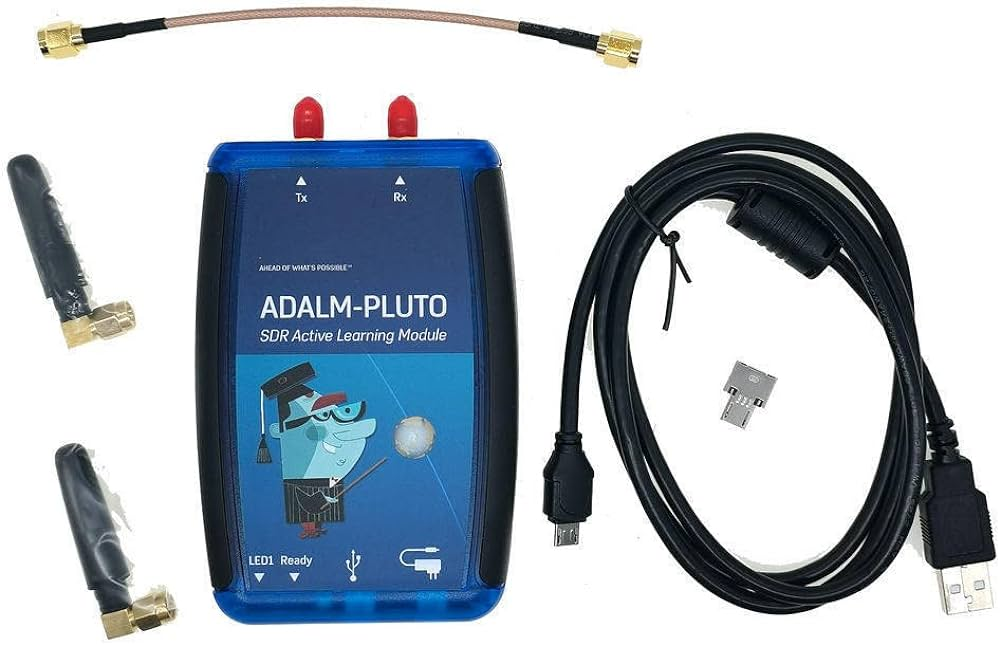 Tx
Rx
AHEAD OF WHAT'S POSSIBLE™
ADALM-PLUTO
SDR Active Learning Module
LED1 Ready